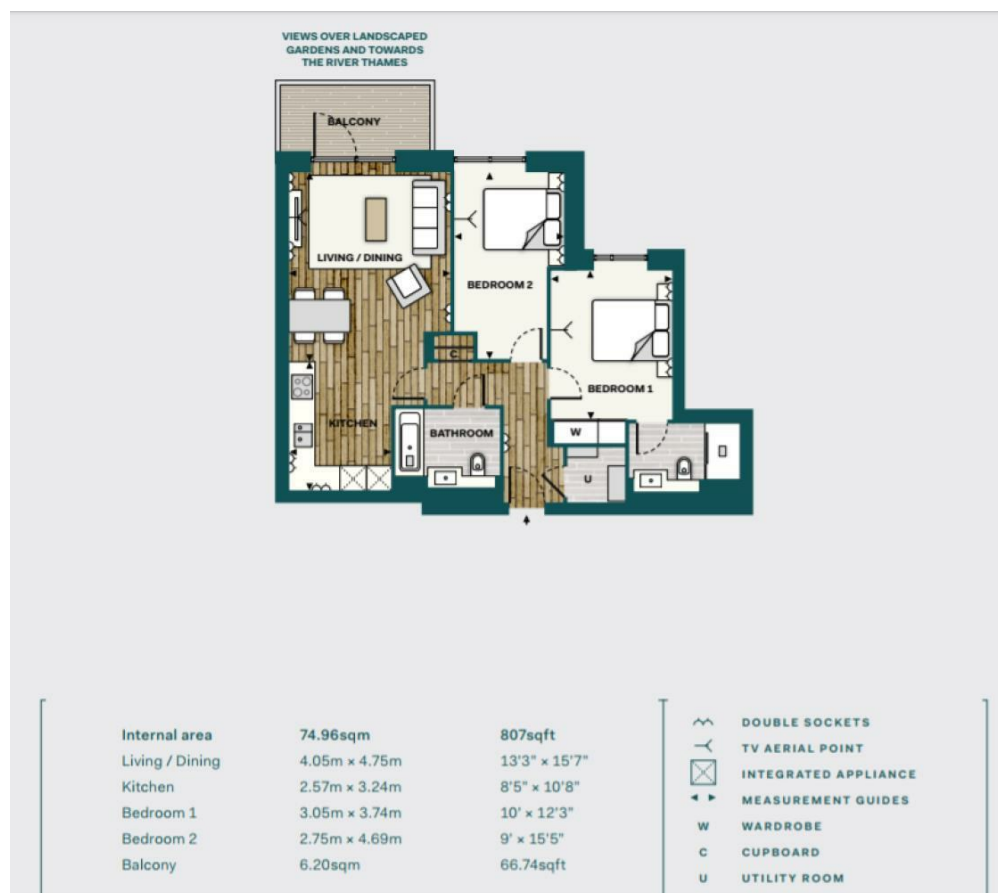 VIEWS OVER LANDSCAPED
GARDENS AND TOWARDS
THE RIVER THAMES
BALCONY
LIVING / DINING
BEDROOM 2
C
BEDROOM 1
KITCHEN
BATHROOM
W
U
Internal area 74.96sqm 807sqft
Living / Dining 4.05m × 4.75m 13'3" × 15'7"
Kitchen 2.57m × 3.24m 8'5" × 10'8"
Bedroom 1 3.05m × 3.74m 10' × 12'3"
Bedroom 2 2.75m × 4.69m 9' × 15'5"
Balcony 6.20sqm 66.74sqft
DOUBLE SOCKETS
TV AERIAL POINT
INTEGRATED APPLIANCE
MEASUREMENT GUIDES
W WARDROBE
C CUPBOARD
U UTILITY ROOM